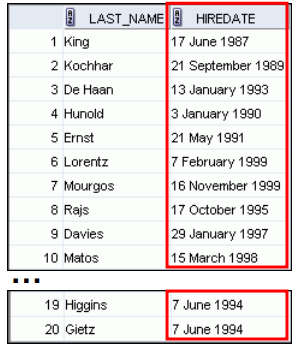 LAST_NAME HIREDATE
1 King 17 June 1987
2 Kochhar 21 September 1989
3 De Haan 13 January 1993
4 Hunold 3 January 1990
5 Ernst 21 May 1991
6 Lorentz 7 February 1999
7 Mourgos 16 November 1999
8 Rajs 17 October 1995
9 Davies 29 January 1997
10 Matos 15 March 1998
...
19 Higgins 7 June 1994
20 Gietz 7 June 1994